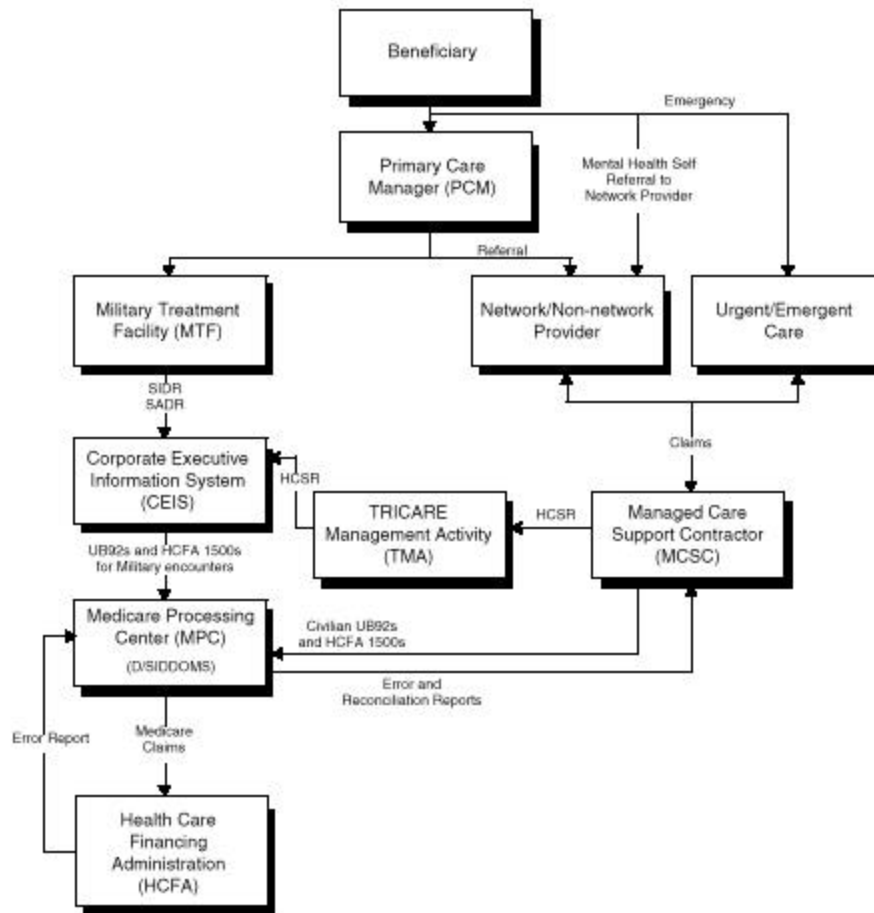 Beneficiary
Emergency
Primary Care
Manager (PCM)
Mental Health Self
Referral to
Network Provider
Referral
Military Treatment
Facility (MTF)
Network/Non-network
Provider
Urgent/Emergent
Care
SIDR
SADR
Claims
Corporate Executive
Information System
(CEIS)
HCSR
TRICARE
Management Activity
(TMA)
HCSR
Managed Care
Support Contractor
(MCSC)
UB92s and HCFA 1500s
for Military encounters
Medicare Processing
Center (MPC)
(D/SIDDOMS)
Civilian UB92s
and HCFA 1500s
Error and
Reconciliation Reports
Error Report
Medicare
Claims
Health Care
Financing
Administration
(HCFA)